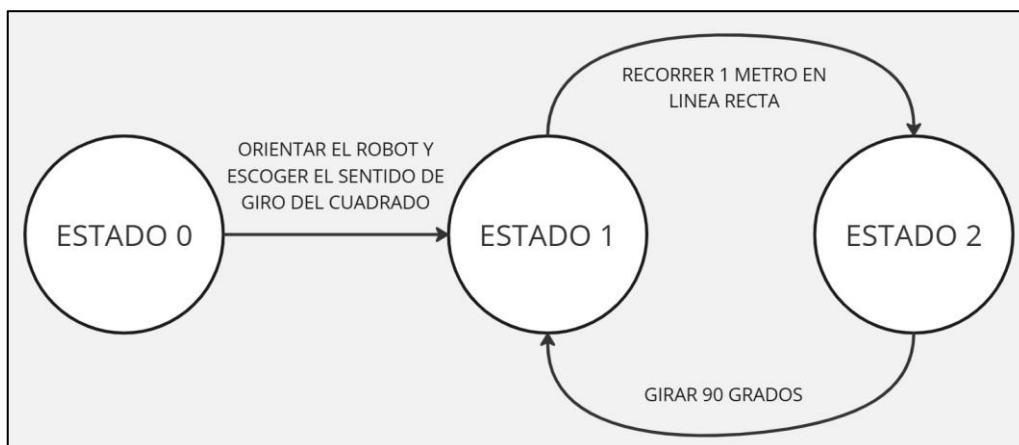 RECORRER 1 METRO EN
LINEA RECTA
ORIENTAR EL ROBOT Y
ESCOGER EL SENTIDO DE
GIRO DEL CUADRADO
ESTADO 0
ESTADO 1
ESTADO 2
GIRAR 90 GRADOS